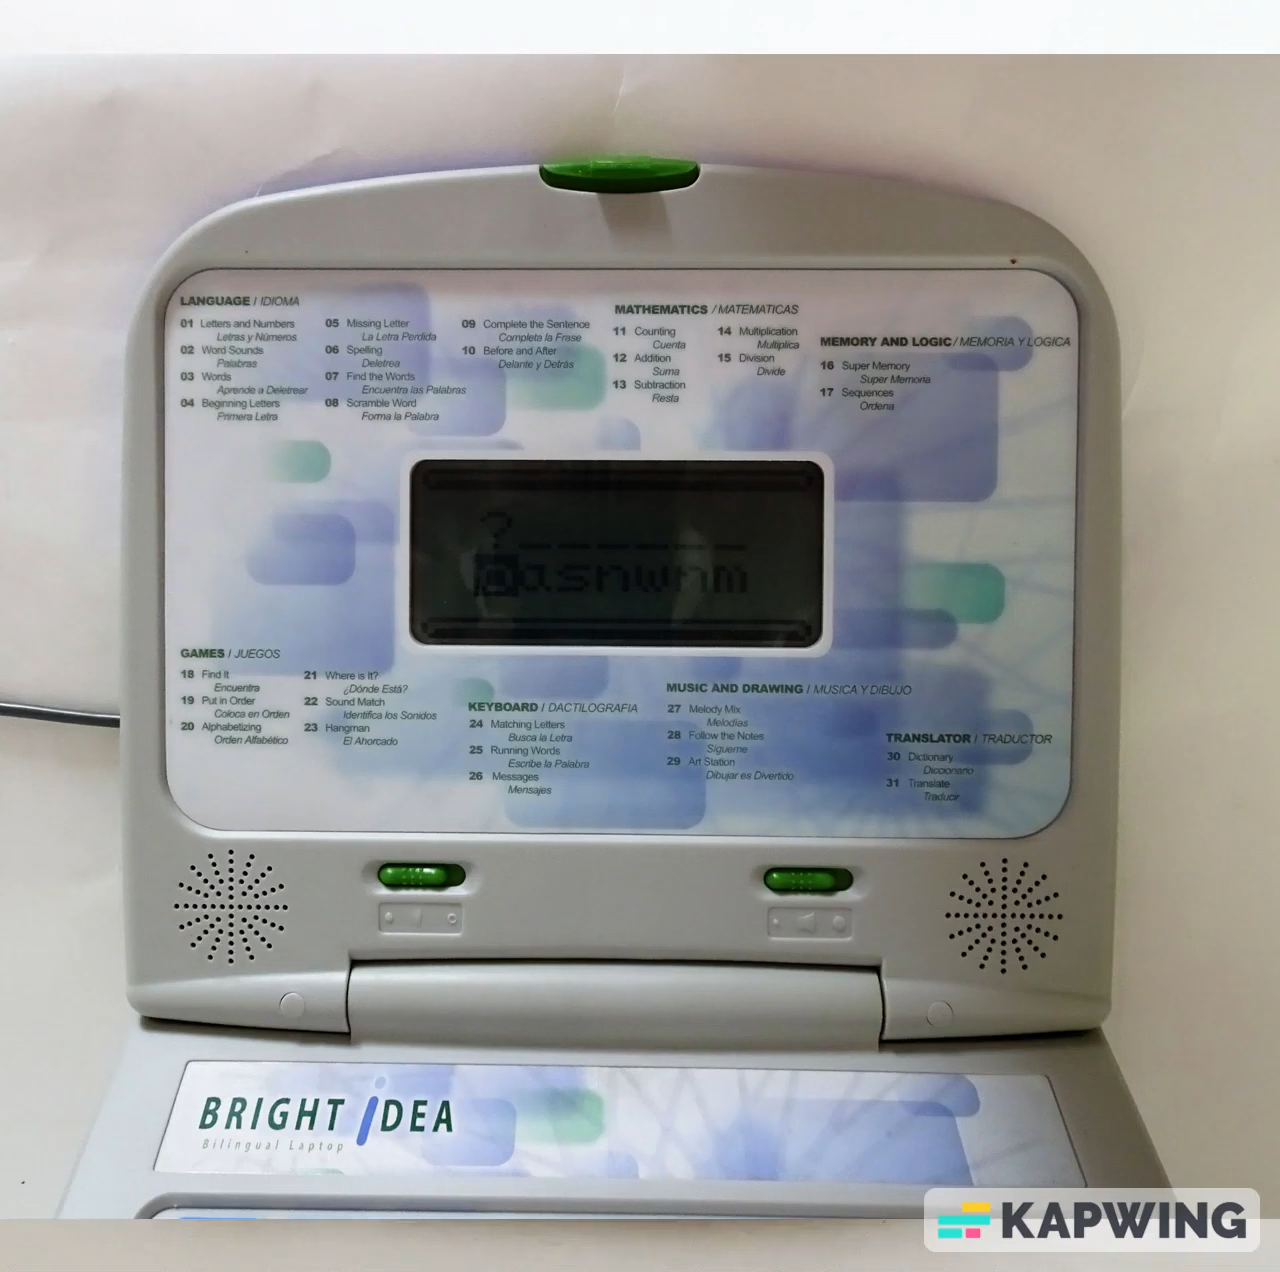 LANGUAGE / IDIOMA
01 Letters and Numbers
Letras y Números
02 Word Sounds
Palabras
03 Words
Aprende a Deletrear
04 Beginning Letters
Primera Letra
05 Missing Letter
La Letra Perdida
06 Spelling
Deletrea
07 Find the Words
Encuentra las Palabras
08 Scramble Word
Forma la Palabra
09 Complete the Sentence
Completa la Frase
10 Before and After
Delante y Detrás
MATHEMATICS / MATEMATICAS
11 Counting
Cuenta
12 Addition
Suma
13 Subtraction
Resta
14 Multiplication
Multiplica
15 Division
Divide
MEMORY AND LOGIC / MEMORIA Y LOGICA
16 Super Memory
Super Memoria
17 Sequences
Ordena
? _ _ _ _ _ _
asnwnm
GAMES / JUEGOS
18 Find It
Encuentra
19 Put in Order
Coloca en Orden
20 Alphabetizing
Orden Alfabético
21 Where is It?
¿Dónde Está?
22 Sound Match
Identifica los Sonidos
23 Hangman
El Ahorcado
KEYBOARD / DACTILOGRAFIA
24 Matching Letters
Busca la Letra
25 Running Words
Escribe la Palabra
26 Messages
Mensajes
MUSIC AND DRAWING / MUSICA Y DIBUJO
27 Melody Mix
Melodías
28 Follow the Notes
Sigueme
29 Art Station
Dibujar es Divertido
TRANSLATOR / TRADUCTOR
30 Dictionary
Diccionario
31 Translate
Traducir
BRIGHT iDEA
Bilingual Laptop
KAPWING